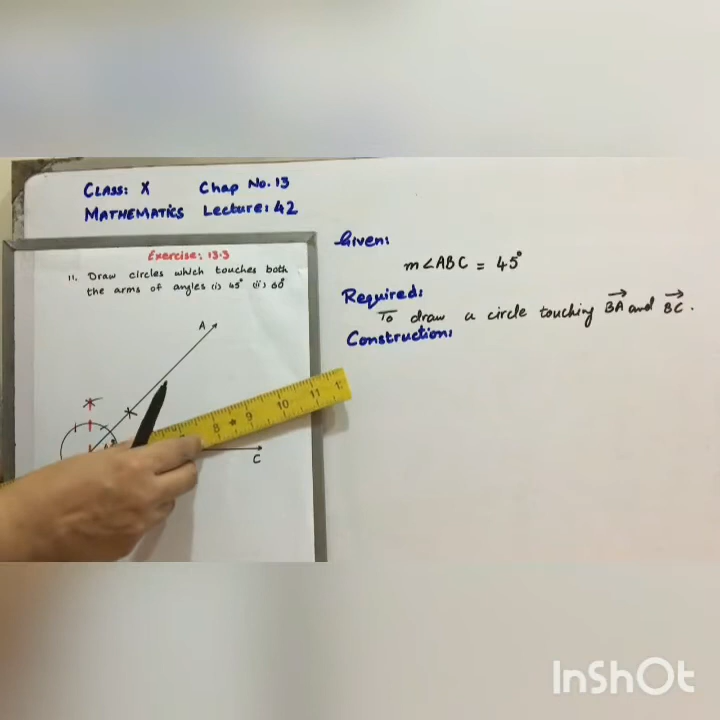 CLASS: X Chap No. 13
MATHEMATICS Lecture: 42
Exercise: 13.3
11. Draw circles which touches both
the arms of angles (i) 45° (ii) 60°
A
C
8 9 10 11
Given:
m∠ABC = 45°
Required:
To draw a circle touching BA and BC.
Construction:
InShOt